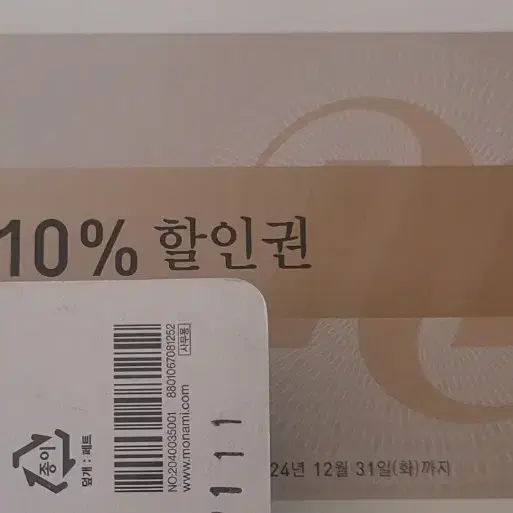 10% 할인권
24년 12월 31일(화)까지
종이
덮개 : 페트
8801067081252
사무용
NO:2040035001
www.monami.com
111